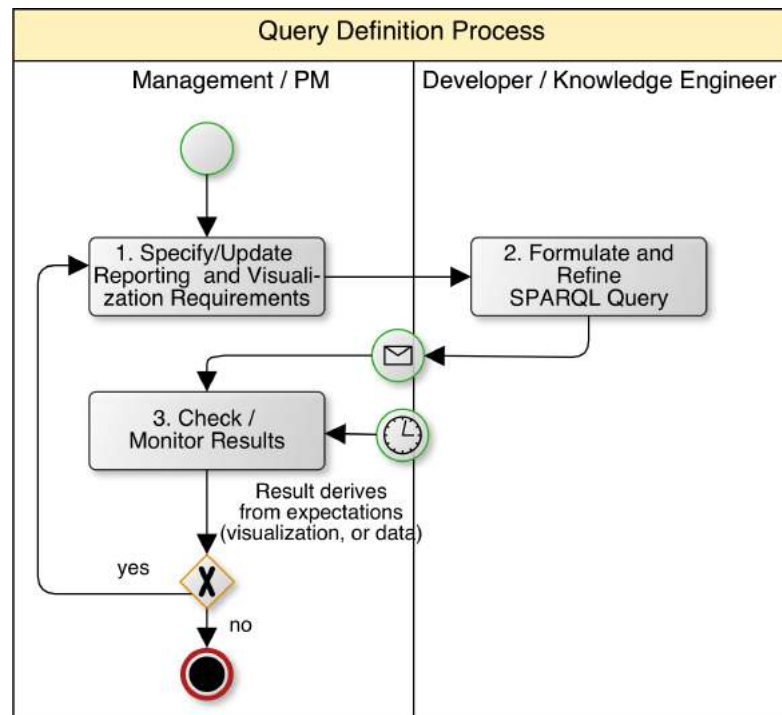 Query Definition Process
Management / PM
Developer / Knowledge Engineer
1. Specify/Update
Reporting and Visuali-
zation Requirements
2. Formulate and
Refine
SPARQL Query
3. Check /
Monitor Results
Result derives
from expectations
(visualization, or data)
yes
no